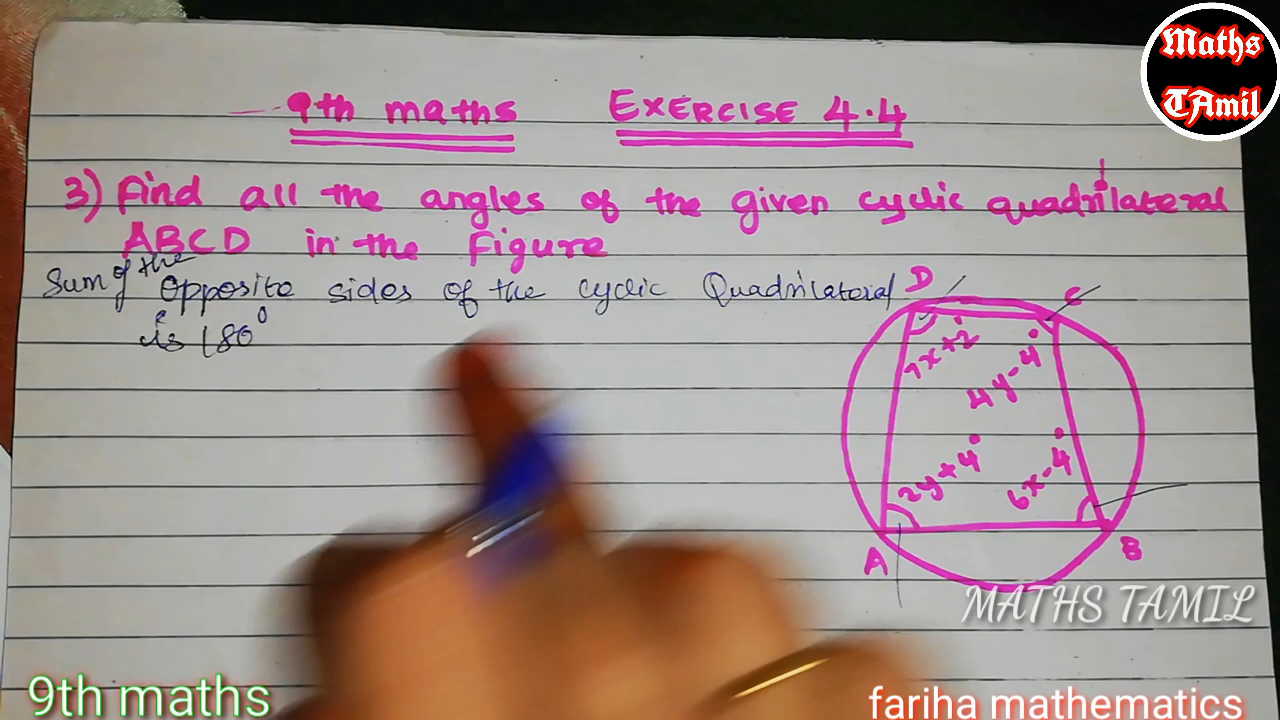 Maths
TAmil
9th maths EXERCISE 4.4
3) Find all the angles of the given cyclic quadrilateral
ABCD in the Figure
Sum of the opposite sides of the cyclic Quadrilateral
is 180°
D
C
7x+2°
4y-4°
2y+4°
6x-4°
A
B
MATHS TAMIL
9th maths
fariha mathematics